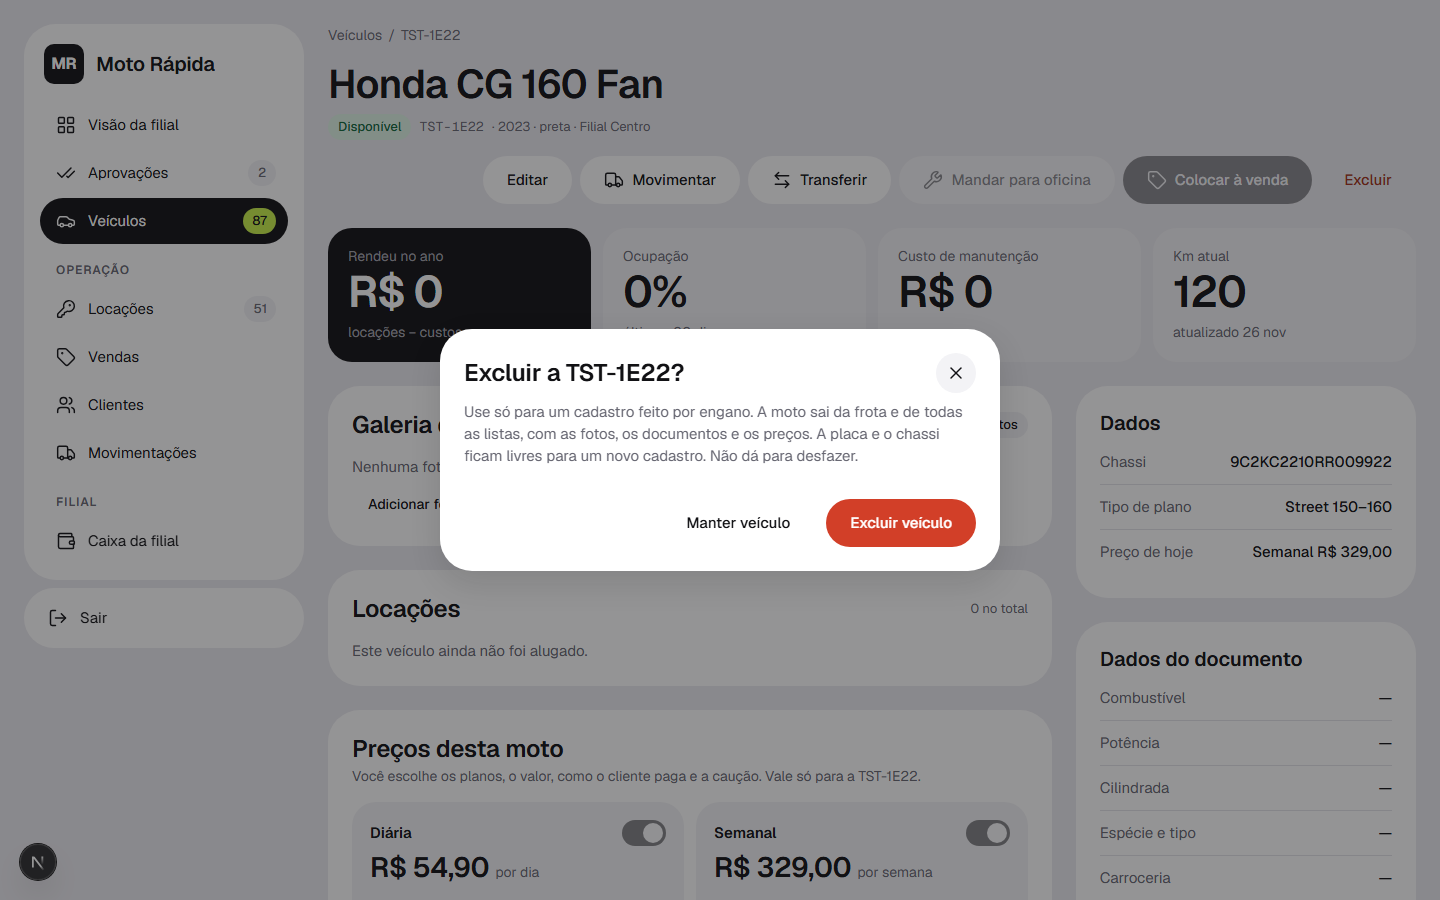 MR Moto Rápida
Visão da filial
Aprovações 2
Veículos 87
OPERAÇÃO
Locações 51
Vendas
Clientes
Movimentações
FILIAL
Caixa da filial
Sair
Veículos / TST-1E22
Honda CG 160 Fan
Disponível TST-1E22 · 2023 · preta · Filial Centro
Editar Movimentar Transferir Mandar para oficina Colocar à venda Excluir
Rendeu no ano
R$ 0
locações – custos
Ocupação
0%
Custo de manutenção
R$ 0
Km atual
120
atualizado 26 nov
Excluir a TST-1E22?
Use só para um cadastro feito por engano. A moto sai da frota e de todas
as listas, com as fotos, os documentos e os preços. A placa e o chassi
ficam livres para um novo cadastro. Não dá para desfazer.
Manter veículo Excluir veículo
Galeria
Nenhuma
Adicionar
Locações 0 no total
Este veículo ainda não foi alugado.
Preços desta moto
Você escolhe os planos, o valor, como o cliente paga e a caução. Vale só para a TST-1E22.
Diária
R$ 54,90 por dia
Semanal
R$ 329,00 por semana
Dados
Chassi 9C2KC2210RR009922
Tipo de plano Street 150–160
Preço de hoje Semanal R$ 329,00
Dados do documento
Combustível —
Potência —
Cilindrada —
Espécie e tipo —
Carroceria —
N